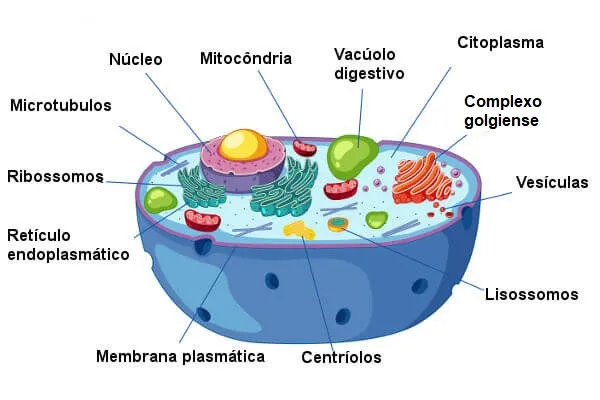 Núcleo
Mitocôndria
Vacúolo
digestivo
Citoplasma
Microtubulos
Complexo
golgiense
Ribossomos
Vesículas
Retículo
endoplasmático
Lisossomos
Membrana plasmática
Centríolos